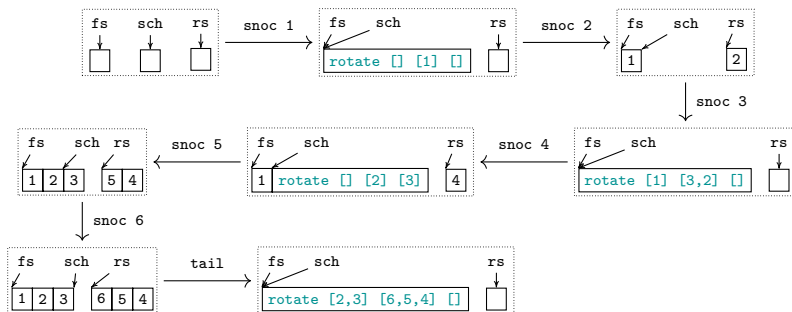 fs sch rs
snoc 1
fs sch rs
rotate [] [1] []
snoc 2
fs sch rs
1 2
snoc 3
fs sch rs
rotate [1] [3,2] []
snoc 4
fs sch rs
1 rotate [] [2] [3] 4
snoc 5
fs sch rs
1 2 3 5 4
snoc 6
fs sch rs
1 2 3 6 5 4
tail
fs sch rs
rotate [2,3] [6,5,4] []